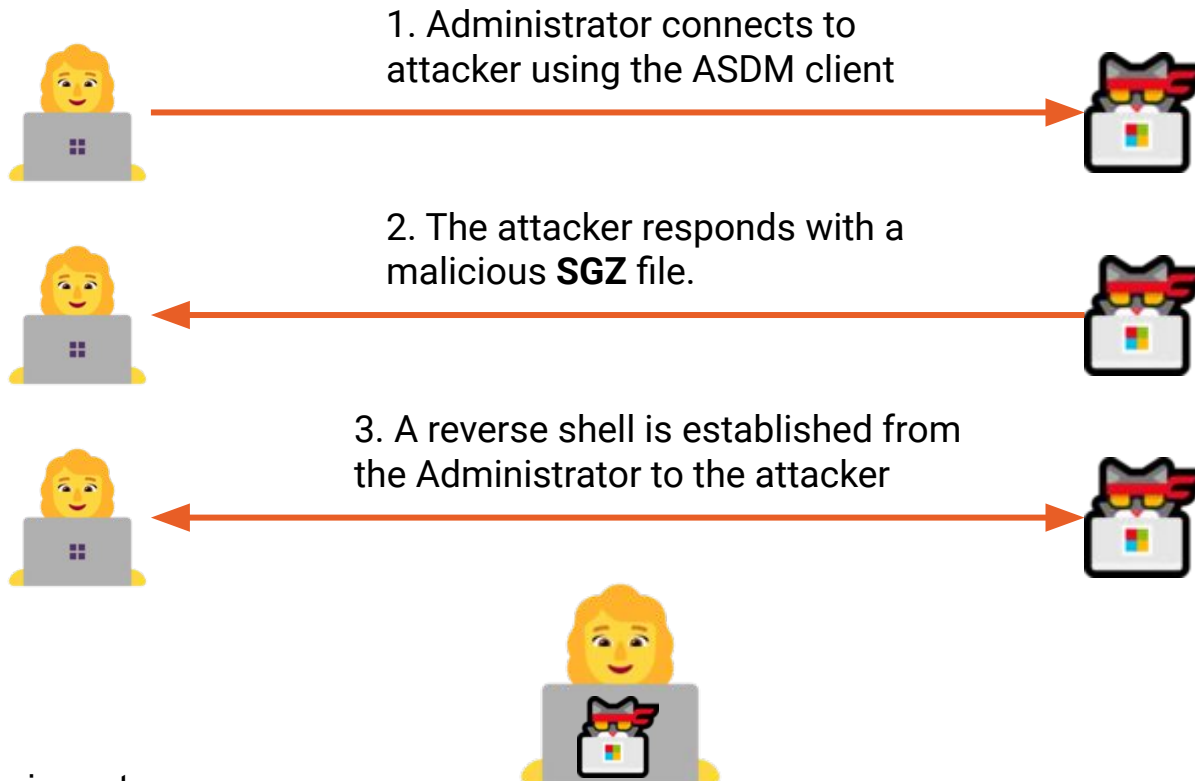 1. Administrator connects to
attacker using the ASDM client
2. The attacker responds with a
malicious SGZ file.
3. A reverse shell is established from
the Administrator to the attacker